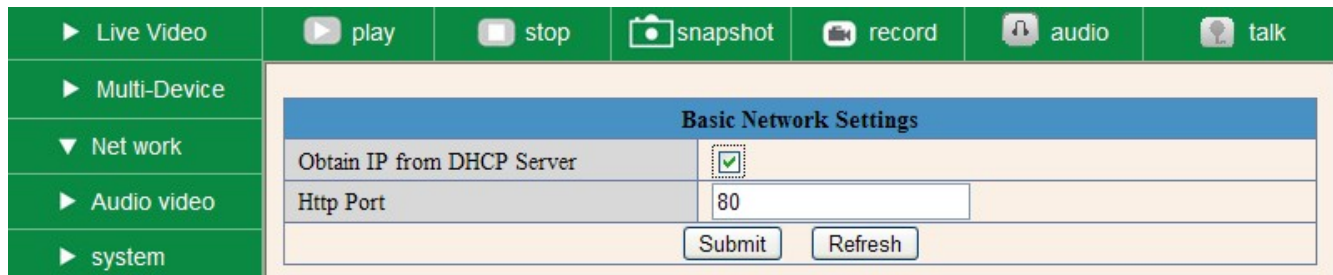 Live Video
play
stop
snapshot
record
audio
talk
Multi-Device
Net work
Audio video
system
Basic Network Settings
Obtain IP from DHCP Server
Http Port 80
Submit Refresh